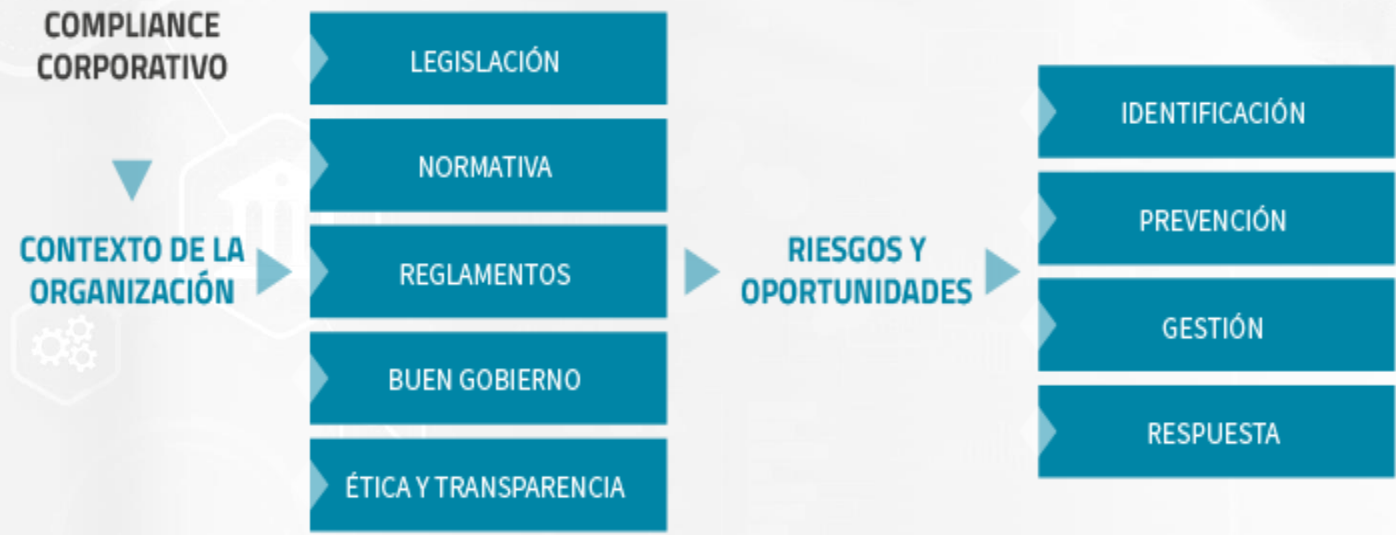 COMPLIANCE
CORPORATIVO
CONTEXTO DE LA
ORGANIZACIÓN
LEGISLACIÓN
NORMATIVA
REGLAMENTOS
BUEN GOBIERNO
ÉTICA Y TRANSPARENCIA
RIESGOS Y
OPORTUNIDADES
IDENTIFICACIÓN
PREVENCIÓN
GESTIÓN
RESPUESTA